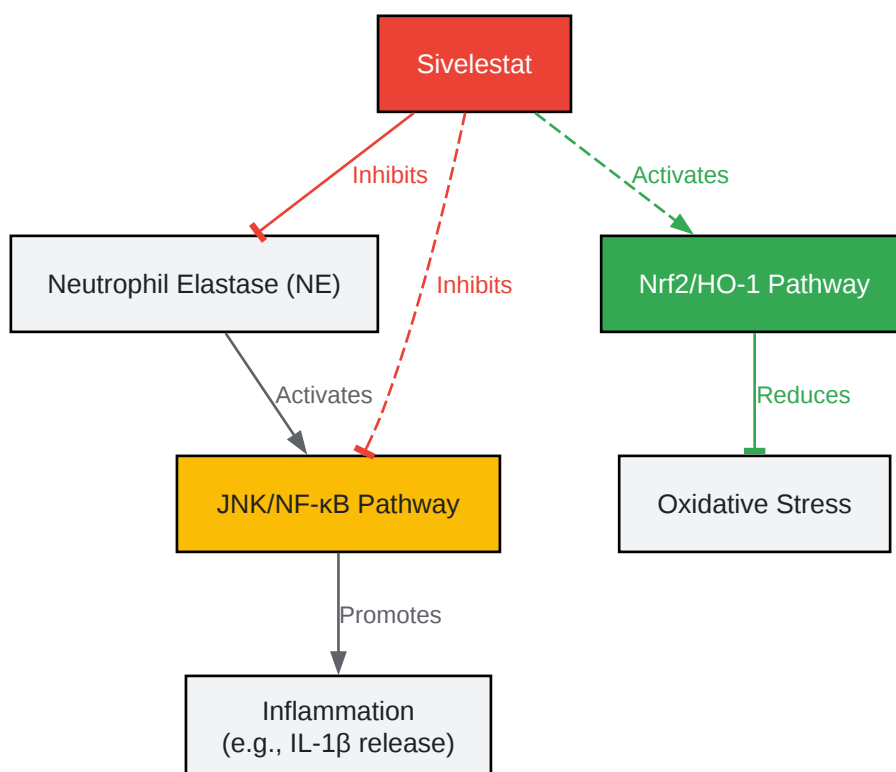 Sivelestat
Inhibits
Activates
Neutrophil Elastase (NE)
Inhibits
Nrf2/HO-1 Pathway
Activates
Reduces
JNK/NF-κB Pathway
Oxidative Stress
Promotes
Inflammation
(e.g., IL-1β release)